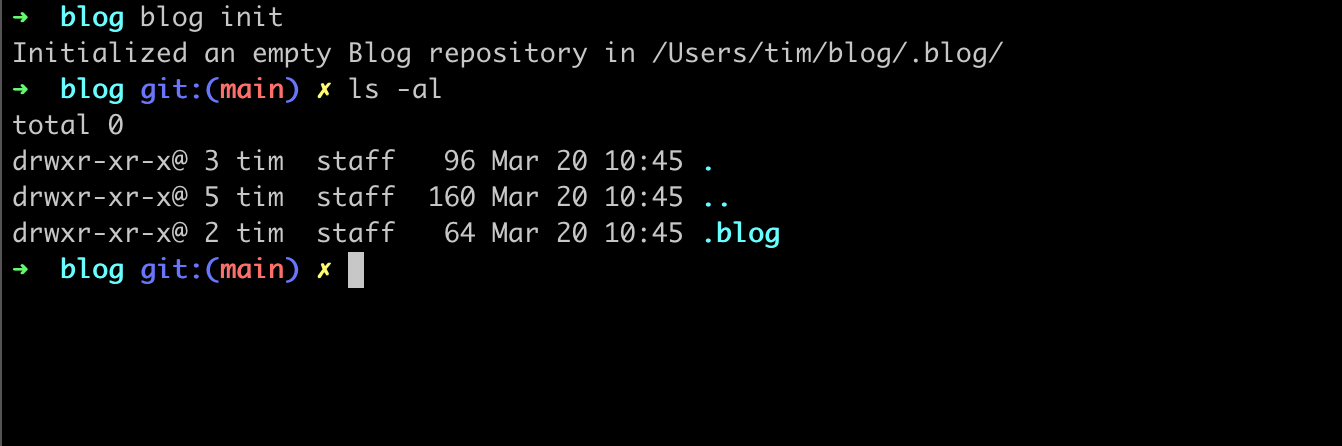 ➜  blog blog init
Initialized an empty Blog repository in /Users/tim/blog/.blog/
➜  blog git:(main) ✗ ls -al
total 0
drwxr-xr-x@ 3 tim  staff   96 Mar 20 10:45 .
drwxr-xr-x@ 5 tim  staff  160 Mar 20 10:45 ..
drwxr-xr-x@ 2 tim  staff   64 Mar 20 10:45 .blog
➜  blog git:(main) ✗